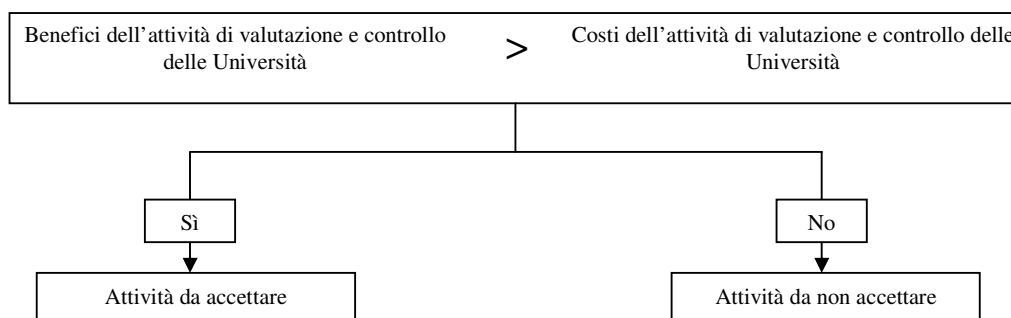 Benefici dell'attività di valutazione e controllo
delle Università
>
Costi dell'attività di valutazione e controllo delle
Università
Sì
No
Attività da accettare
Attività da non accettare